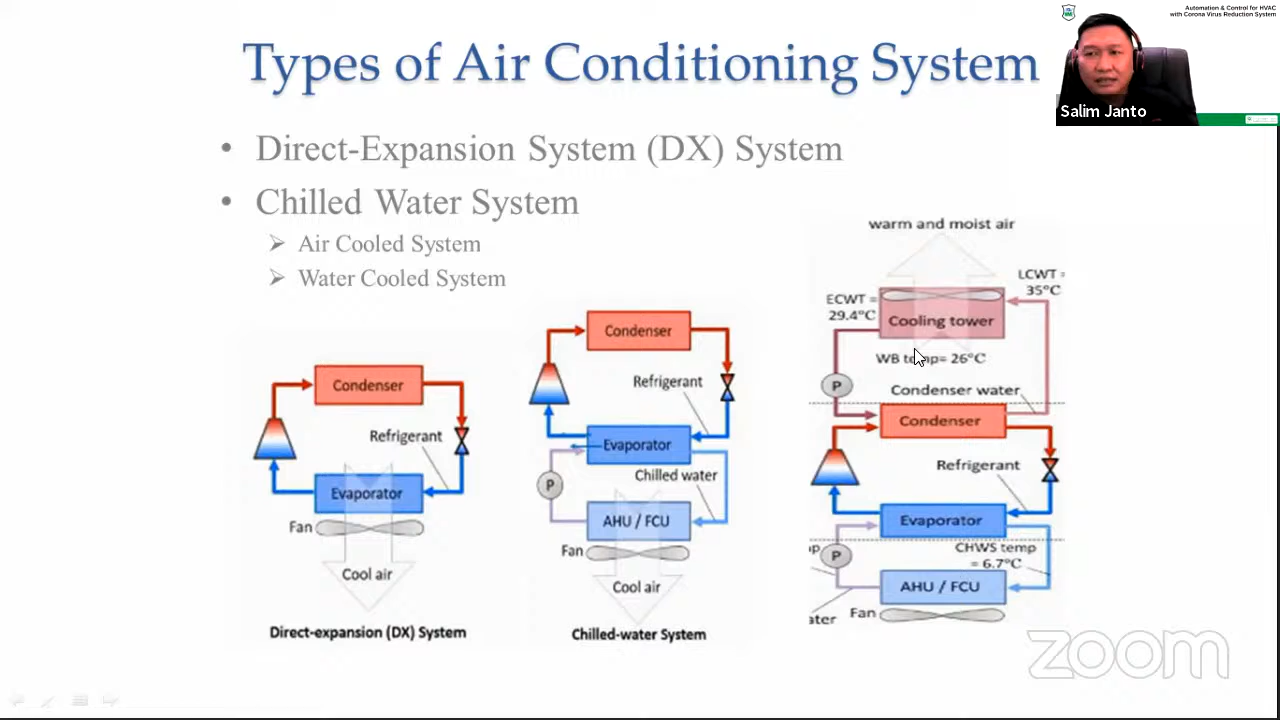 Automation & Control for HVAC
with Corona Virus Reduction System
Types of Air Conditioning System
Salim Janto
• Direct-Expansion System (DX) System
• Chilled Water System
➢ Air Cooled System
➢ Water Cooled System
Condenser
Refrigerant
Evaporator
Fan
Cool air
Direct-expansion (DX) System
Condenser
Refrigerant
Evaporator
Chilled water
P
AHU / FCU
Fan
Cool air
Chilled-water System
warm and moist air
LCWT =
35°C
ECWT =
29.4°C
Cooling tower
WB temp= 26°C
P
Condenser water
Condenser
Refrigerant
Evaporator
P
CHWS temp
= 6.7°C
AHU / FCU
Fan
zoom